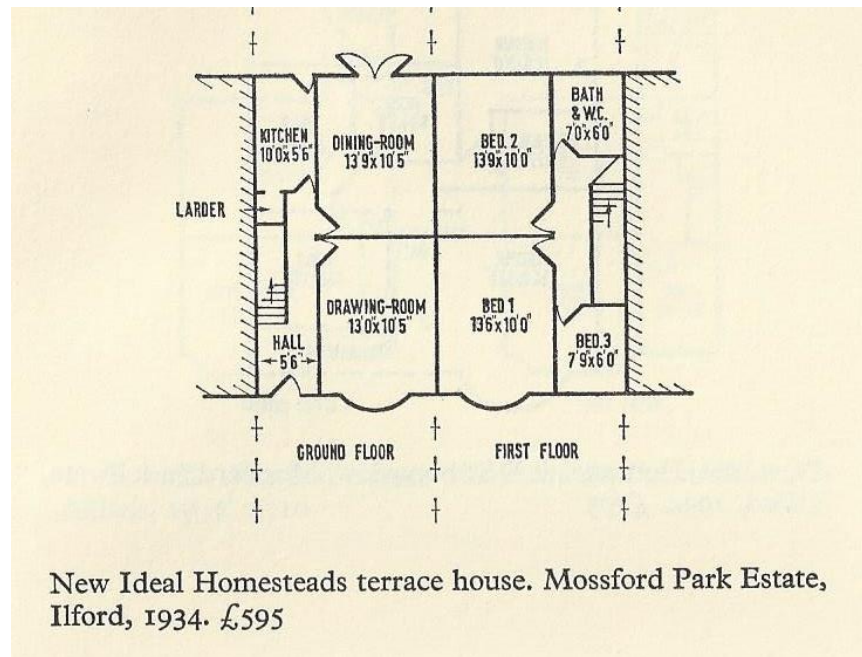 BATH
& W.C.
7'0"x6'0"
KITCHEN
10'0"x5'6"
DINING-ROOM
13'9"x10'5"
BED. 2
13'9"x10'0"
LARDER
DRAWING-ROOM
13'0"x10'5"
BED 1
13'6"x10'0"
HALL
5'6"
BED.3
7'9"x6'0"
GROUND FLOOR
FIRST FLOOR
New Ideal Homesteads terrace house. Mossford Park Estate,
Ilford, 1934. £595